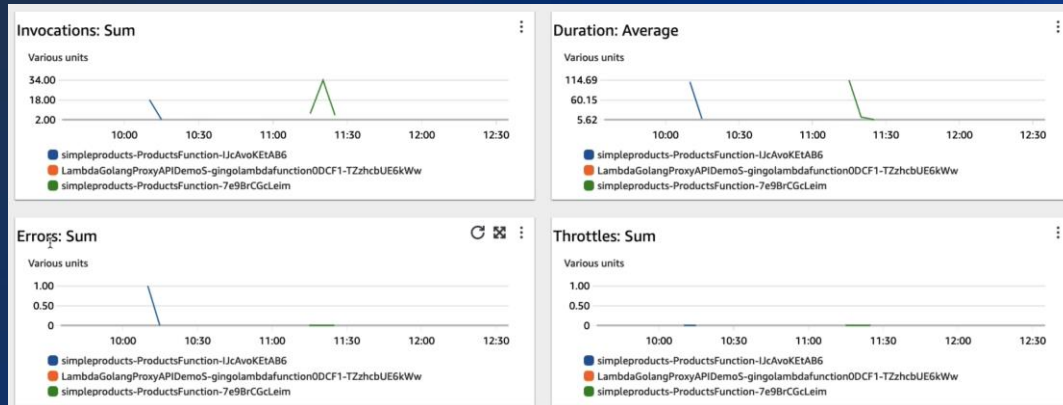 Invocations: Sum
Various units
34.00
18.00
2.00
10:00 10:30 11:00 11:30 12:00 12:30
simpleproducts-ProductsFunction-IJcAvoKEtAB6
LambdaGolangProxyAPIDemoS-gingolambdafunction0DCF1-TZzhcbUE6kWw
simpleproducts-ProductsFunction-7e9BrCGcLeim
Duration: Average
Various units
114.69
60.15
5.62
10:00 10:30 11:00 11:30 12:00 12:30
simpleproducts-ProductsFunction-IJcAvoKEtAB6
LambdaGolangProxyAPIDemoS-gingolambdafunction0DCF1-TZzhcbUE6kWw
simpleproducts-ProductsFunction-7e9BrCGcLeim
Errors: Sum
Various units
1.00
0.50
0
10:00 10:30 11:00 11:30 12:00 12:30
simpleproducts-ProductsFunction-IJcAvoKEtAB6
LambdaGolangProxyAPIDemoS-gingolambdafunction0DCF1-TZzhcbUE6kWw
simpleproducts-ProductsFunction-7e9BrCGcLeim
Throttles: Sum
Various units
1.00
0.50
0
10:00 10:30 11:00 11:30 12:00 12:30
simpleproducts-ProductsFunction-IJcAvoKEtAB6
LambdaGolangProxyAPIDemoS-gingolambdafunction0DCF1-TZzhcbUE6kWw
simpleproducts-ProductsFunction-7e9BrCGcLeim